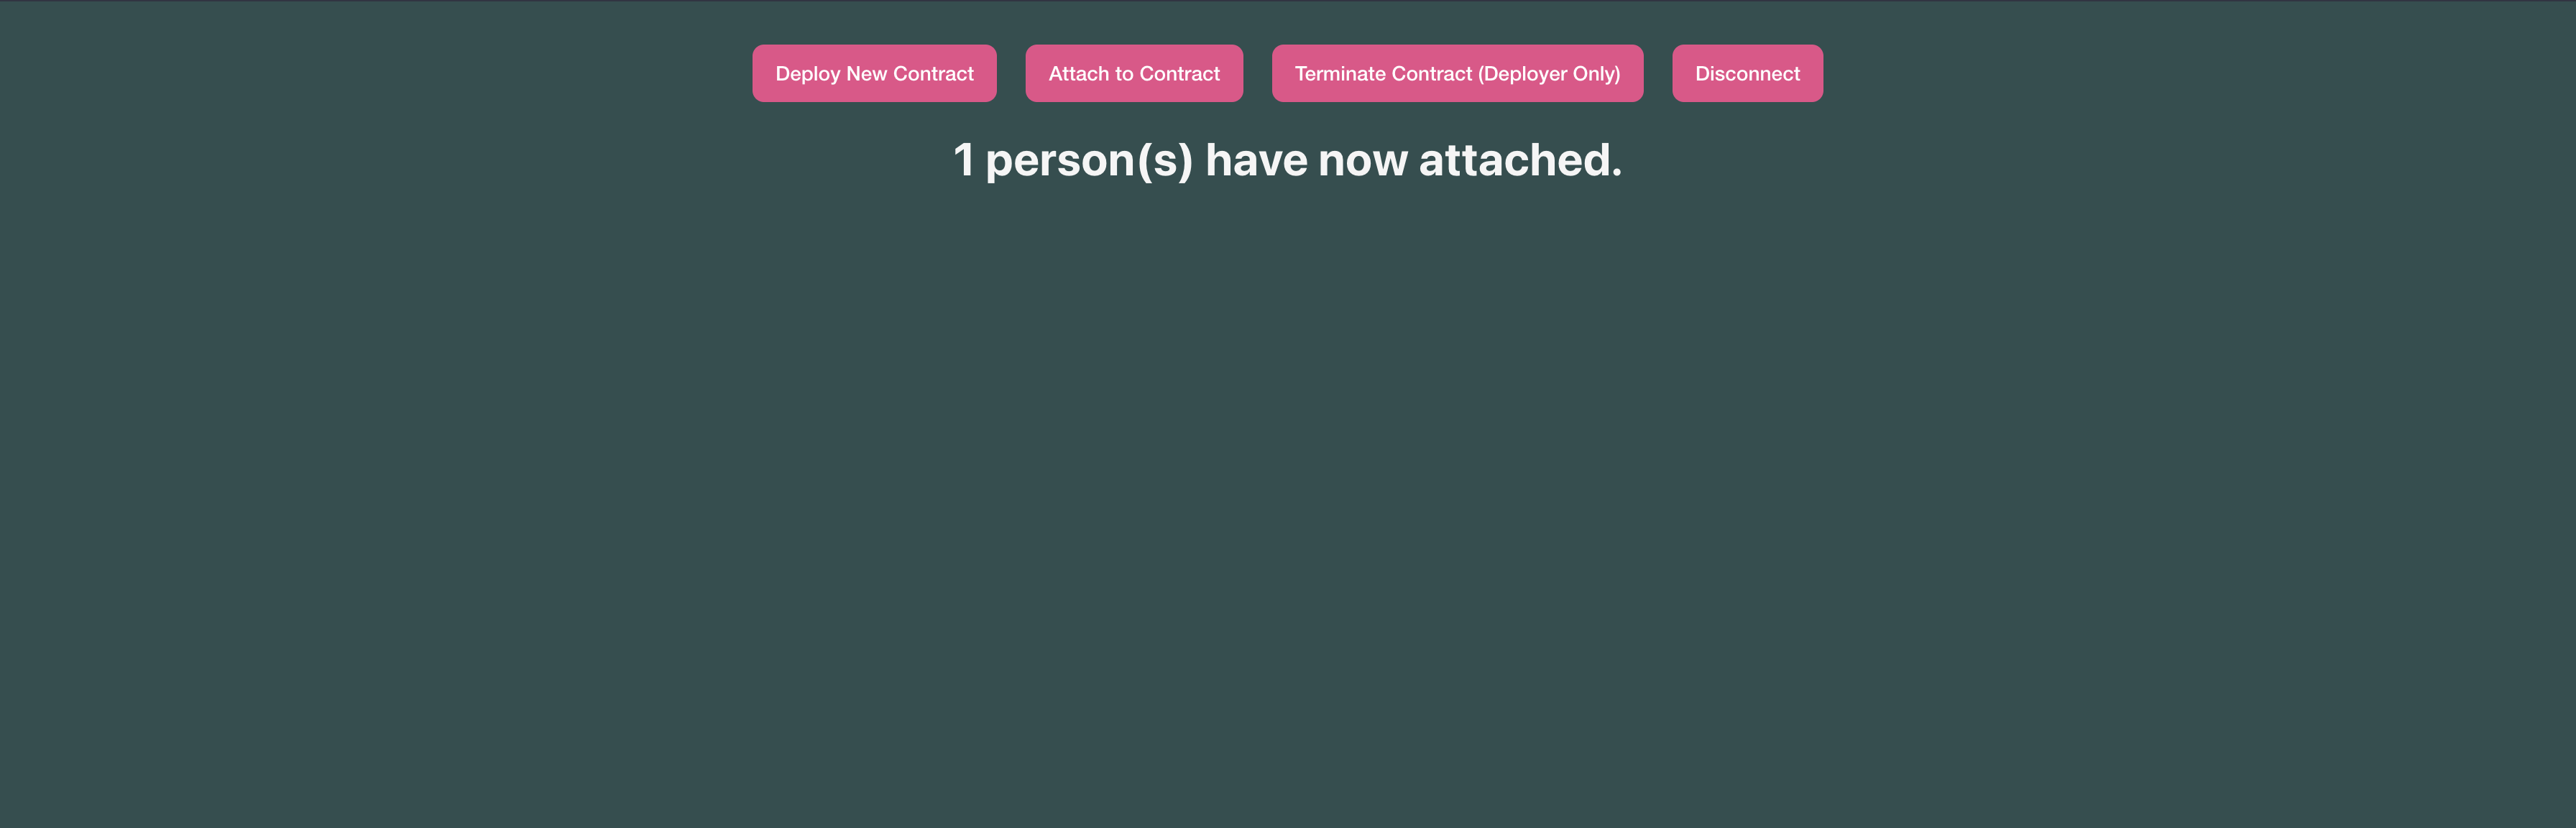 Deploy New Contract
Attach to Contract
Terminate Contract (Deployer Only)
Disconnect
1 person(s) have now attached.